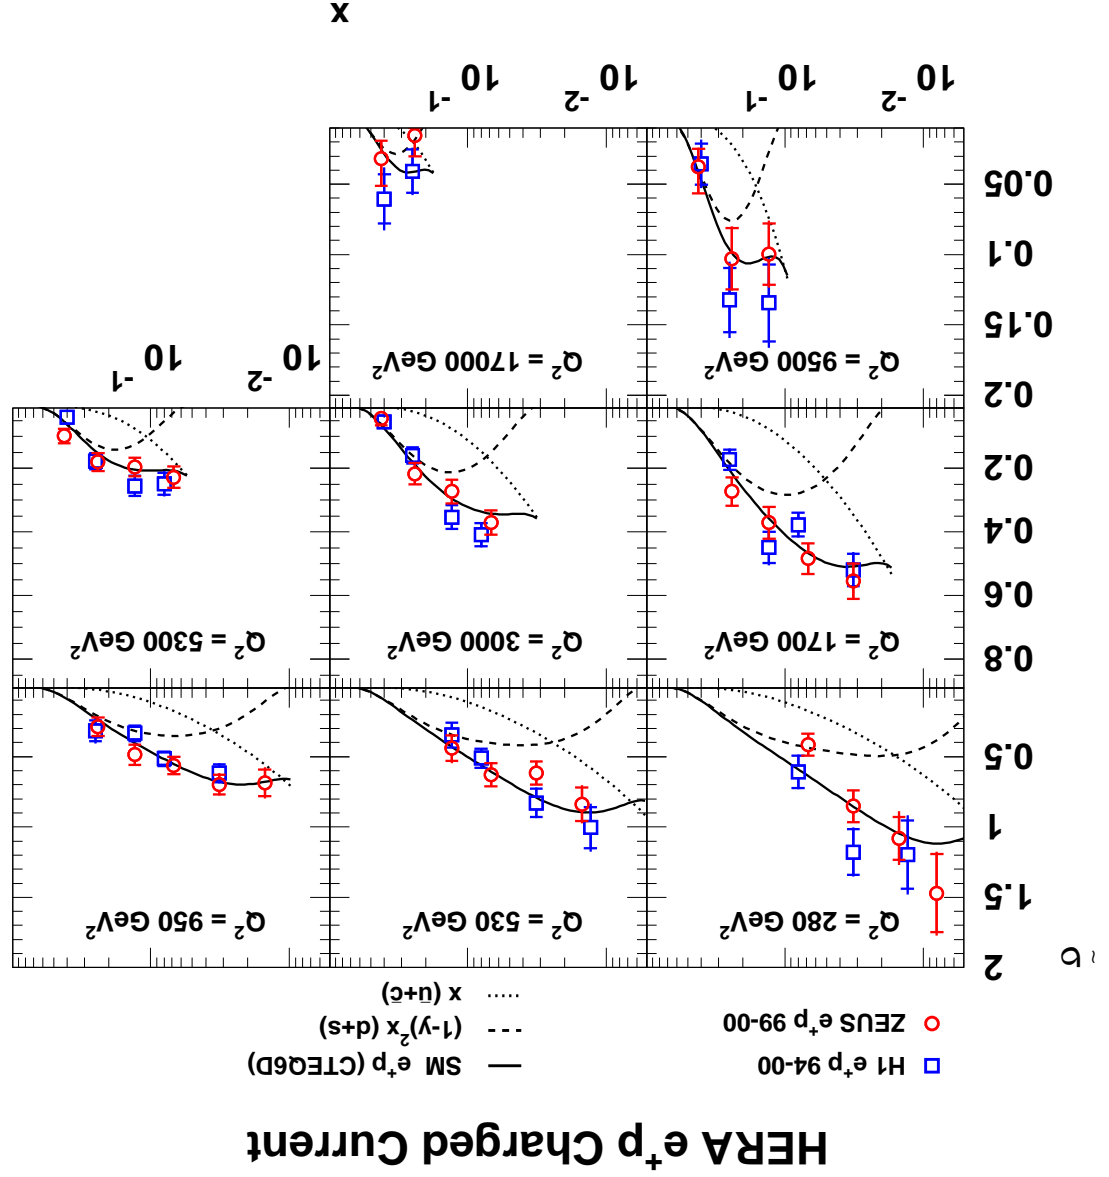 HERA e⁺p Charged Current
H1 e⁺p 94-00
ZEUS e⁺p 99-00
SM e⁺p (CTEQ6D)
(1-y)²x (d+s)
x (u̅+c̅)
σ̃
2
1.5
1
0.5
Q² = 280 GeV²
Q² = 530 GeV²
Q² = 950 GeV²
0.8
0.6
0.4
0.2
Q² = 1700 GeV²
Q² = 3000 GeV²
Q² = 5300 GeV²
0.2
0.15
0.1
0.05
Q² = 9500 GeV²
Q² = 17000 GeV²
10⁻² 10⁻¹
10⁻² 10⁻¹
10⁻² 10⁻¹
x